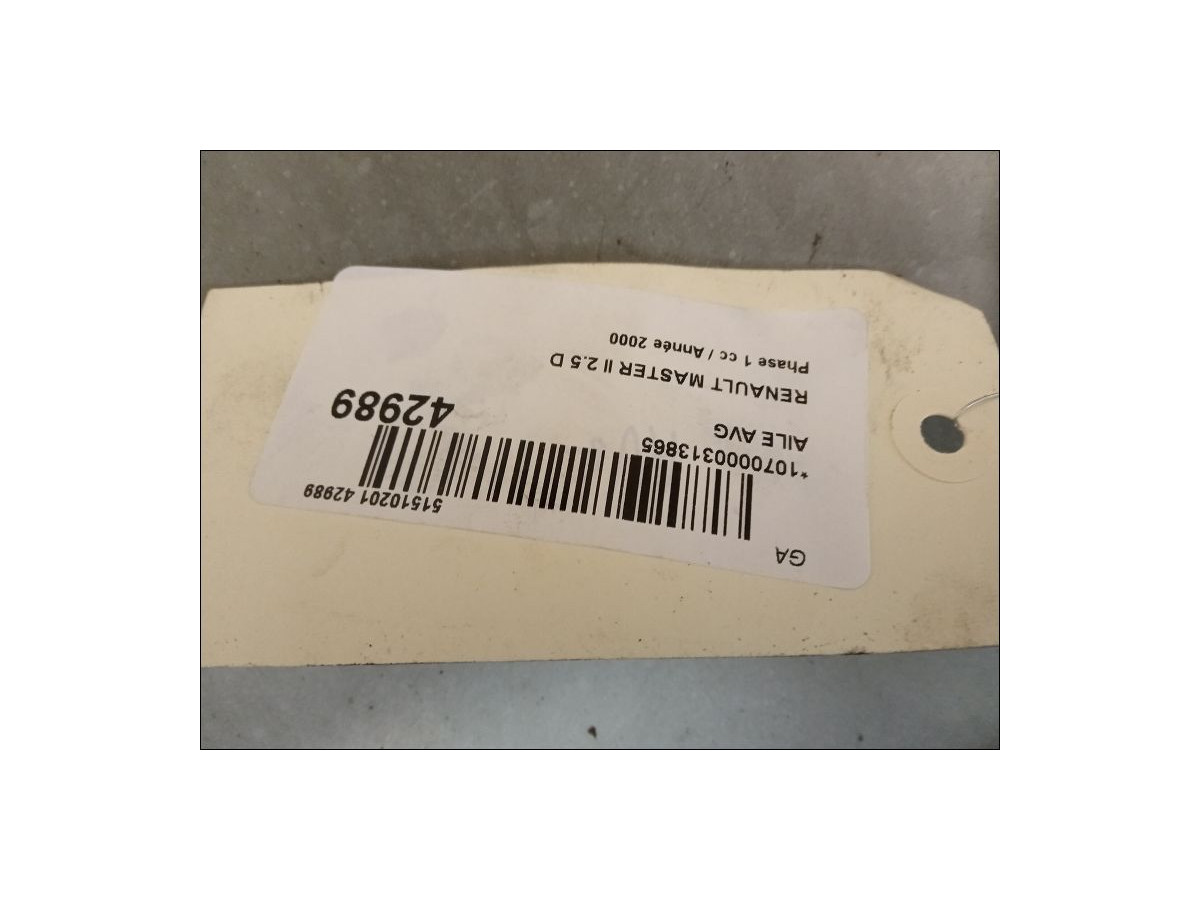 GA
51510201 42989
*1070000313865
42989
AILE AVG
RENAULT MASTER II 2.5 D
Phase 1 cc / Année 2000